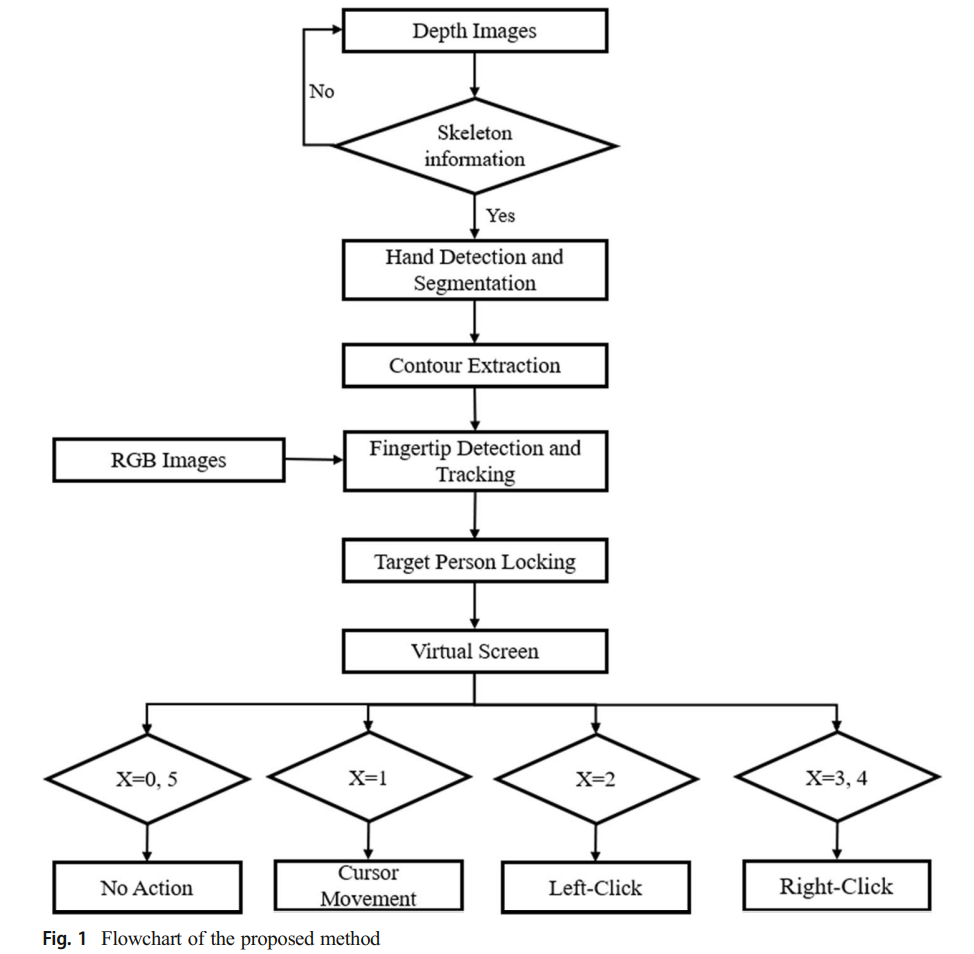 Depth Images
No
Skeleton
information
Yes
Hand Detection and
Segmentation
Contour Extraction
RGB Images
Fingertip Detection and
Tracking
Target Person Locking
Virtual Screen
X=0, 5
X=1
X=2
X=3, 4
No Action
Cursor
Movement
Left-Click
Right-Click
Fig. 1 Flowchart of the proposed method